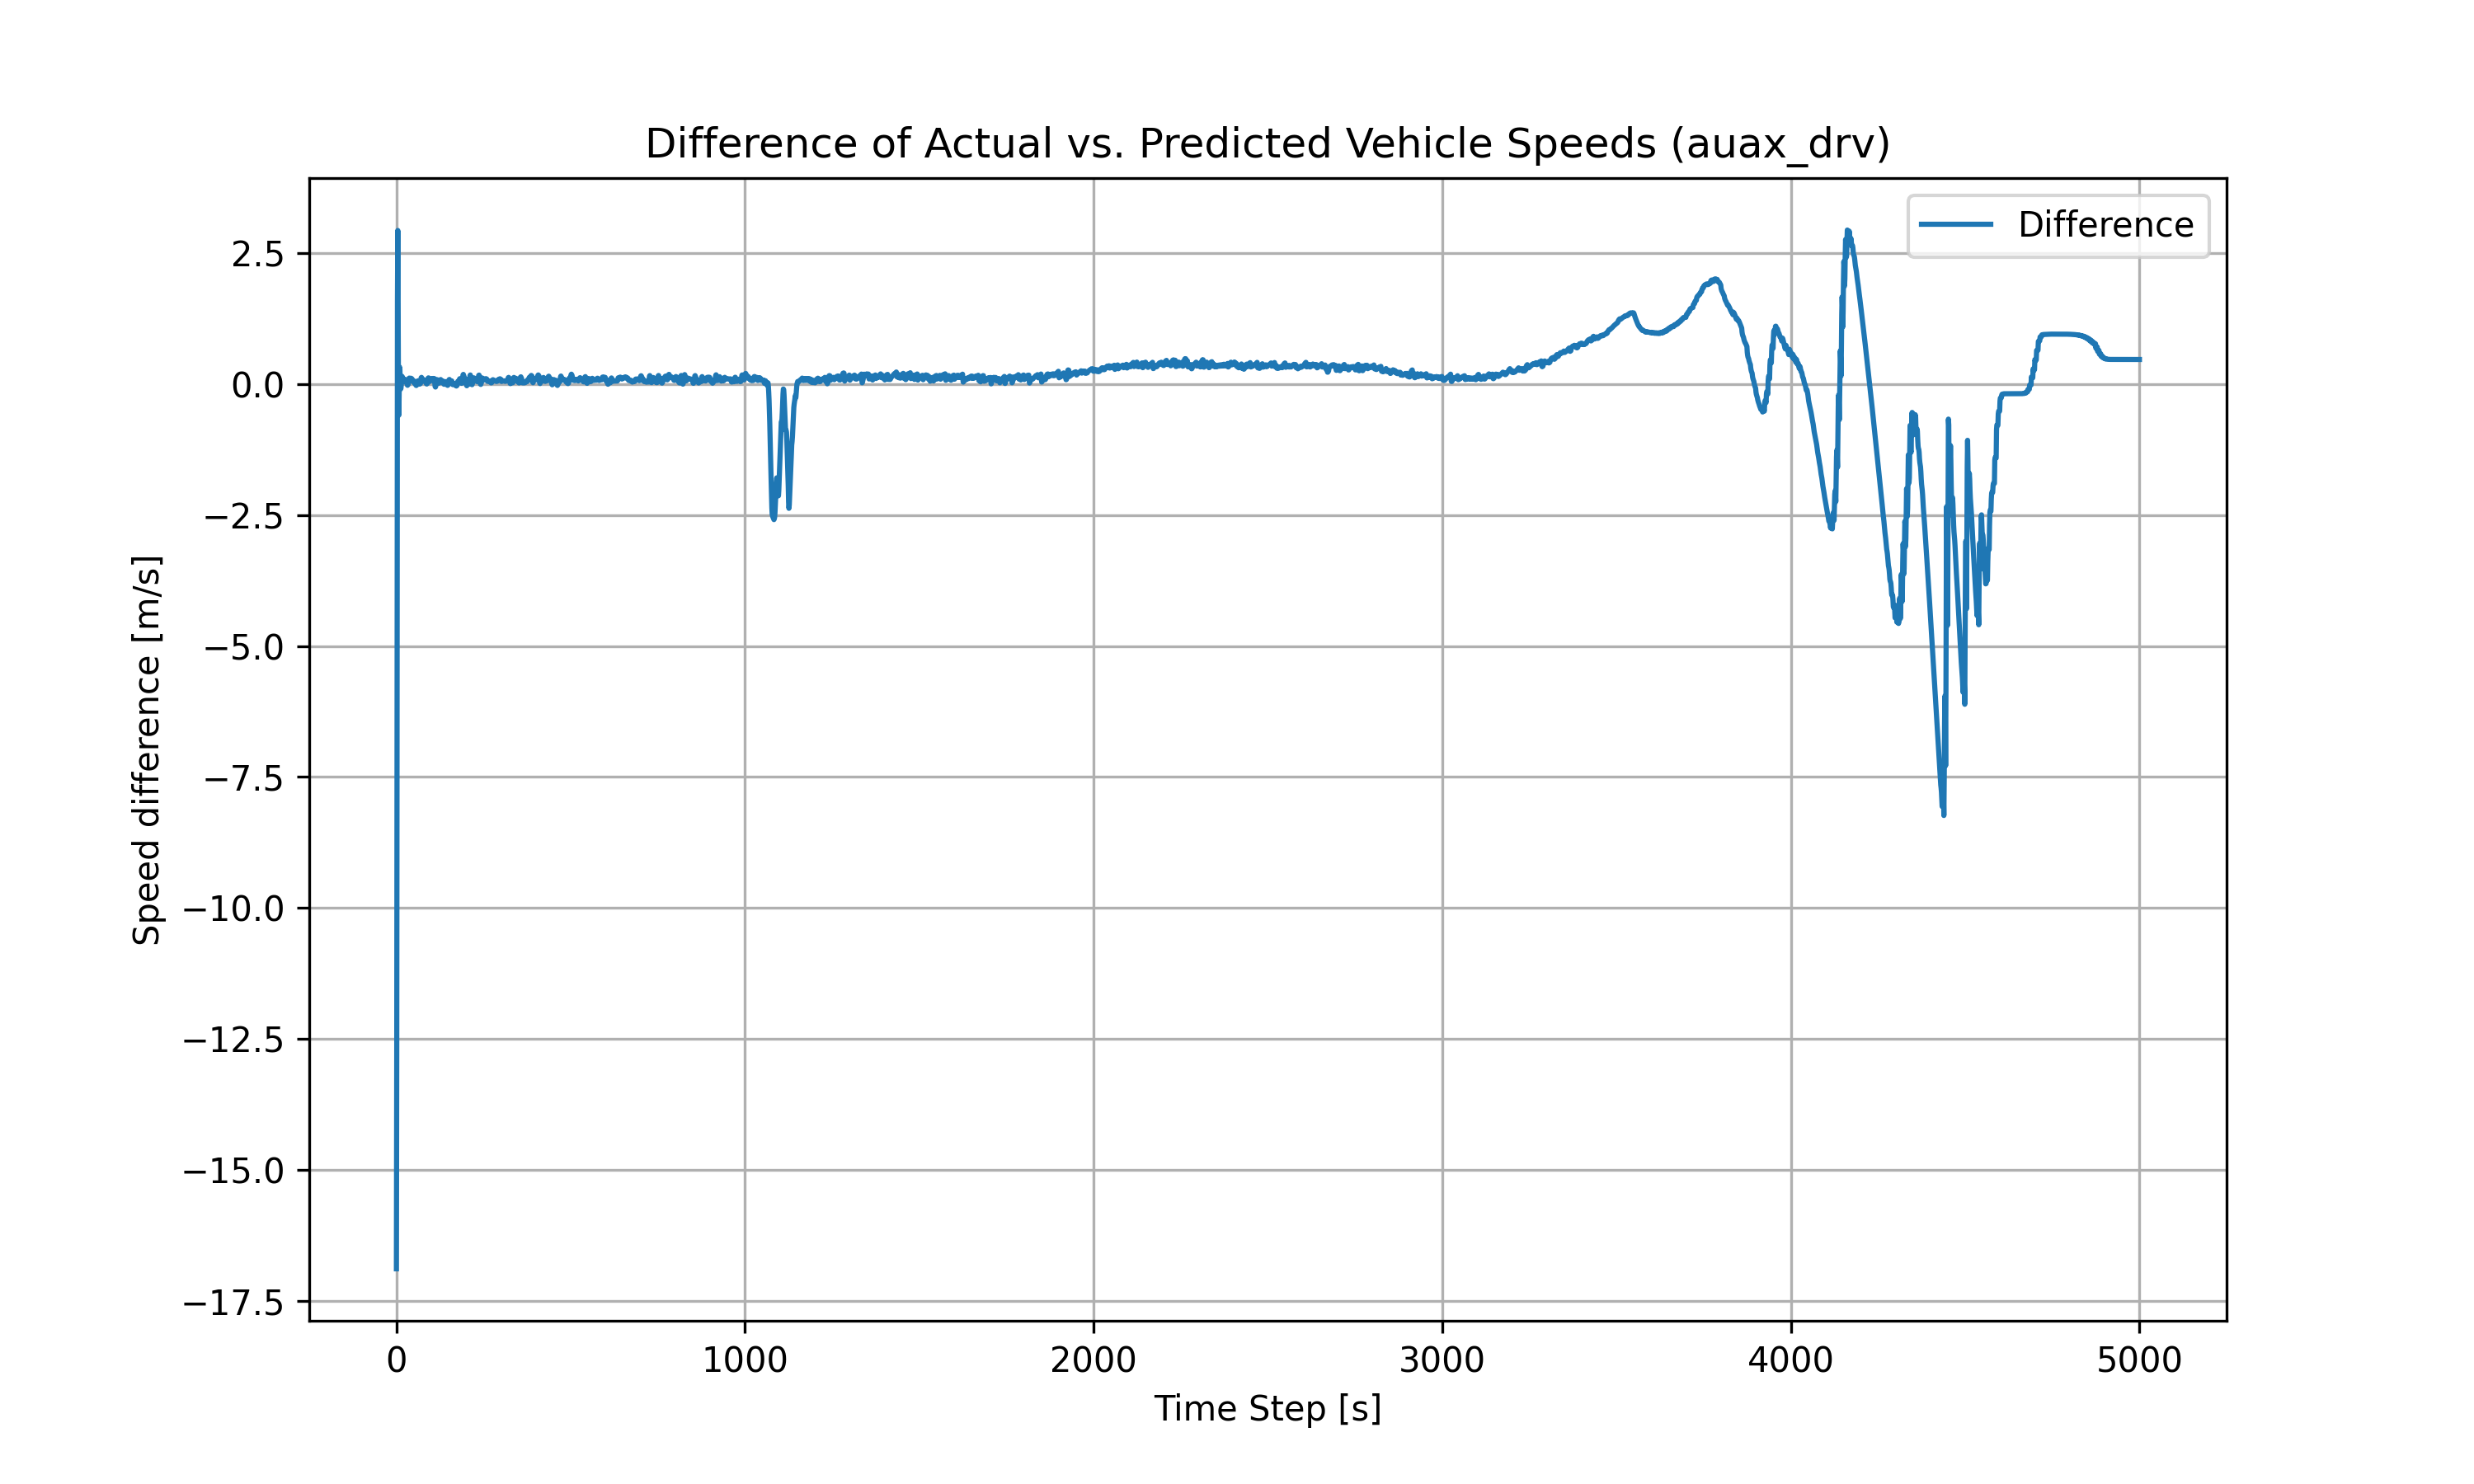 Difference of Actual vs. Predicted Vehicle Speeds (auax_drv)
Difference
2.5
0.0
−2.5
−5.0
−7.5
−10.0
−12.5
−15.0
−17.5
Speed difference [m/s]
0 1000 2000 3000 4000 5000
Time Step [s]